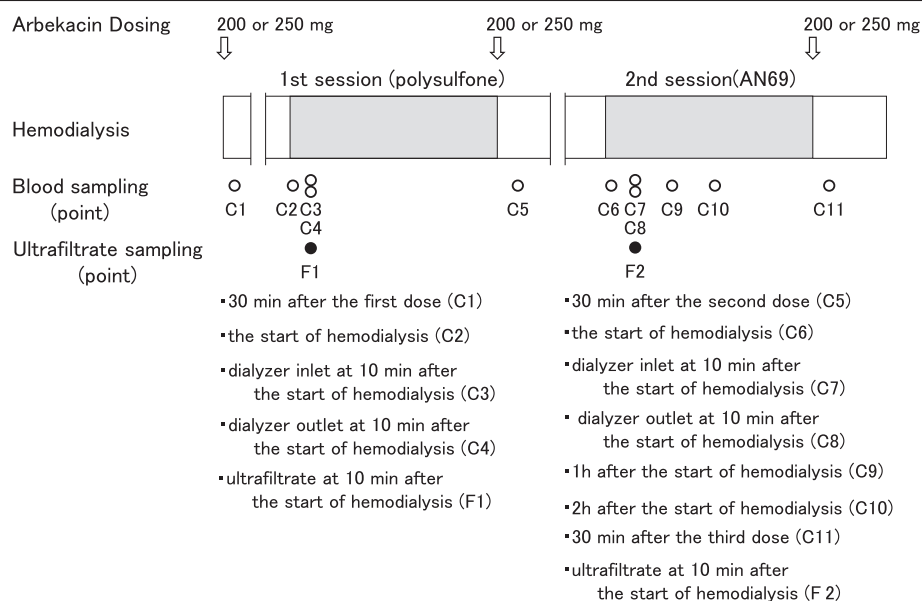 Arbekacin Dosing
200 or 250 mg
200 or 250 mg
200 or 250 mg
1st session (polysulfone)
2nd session(AN69)
Hemodialysis
Blood sampling
(point)
C1
C2 C3
C4
C5
C6 C7
C8
C9
C10
C11
Ultrafiltrate sampling
(point)
F1
F2
▪30 min after the first dose (C1)
▪the start of hemodialysis (C2)
▪dialyzer inlet at 10 min after
the start of hemodialysis (C3)
▪dialyzer outlet at 10 min after
the start of hemodialysis (C4)
▪ultrafiltrate at 10 min after
the start of hemodialysis (F1)
▪30 min after the second dose (C5)
▪the start of hemodialysis (C6)
▪dialyzer inlet at 10 min after
the start of hemodialysis (C7)
▪ dialyzer outlet at 10 min after
the start of hemodialysis (C8)
▪1h after the start of hemodialysis (C9)
▪2h after the start of hemodialysis (C10)
▪30 min after the third dose (C11)
▪ultrafiltrate at 10 min after
the start of hemodialysis (F 2)